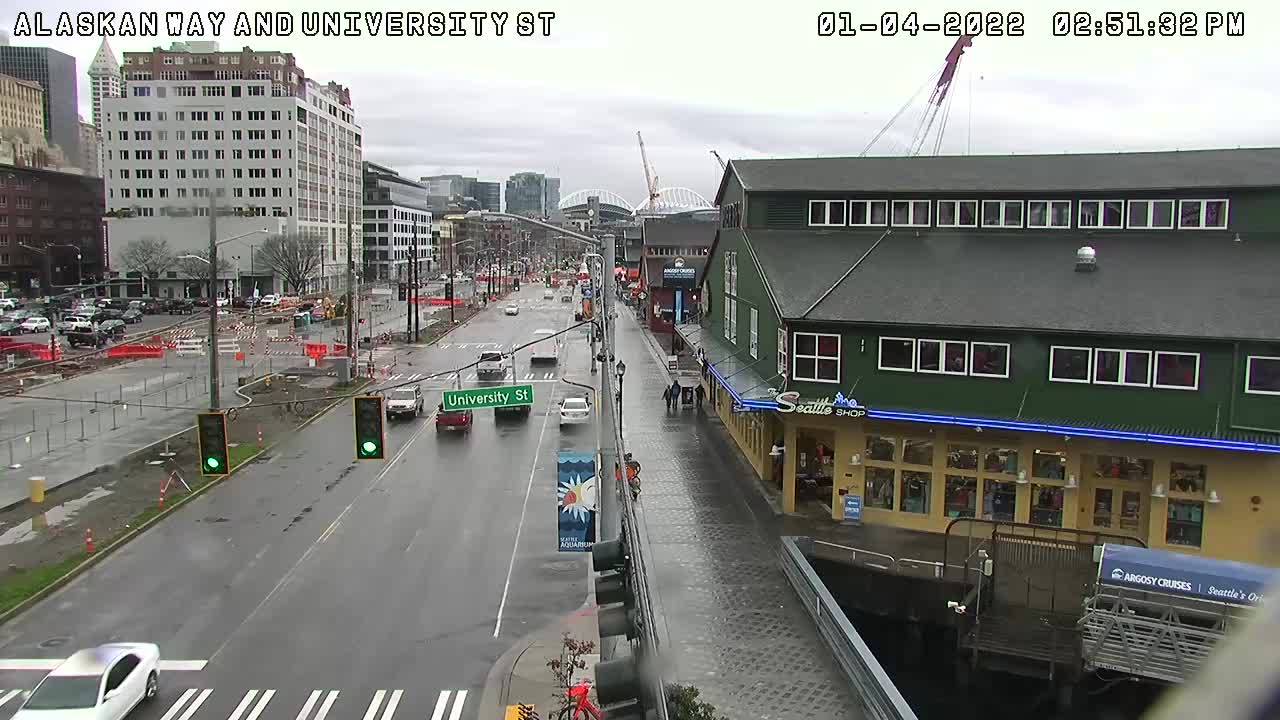 ALASKAN WAY AND UNIVERSITY ST
01-04-2022 02:51:32 PM
ARGOSY CRUISES
University St
Seattle SHOP
SEATTLE
AQUARIUM
ARGOSY CRUISES Seattle's